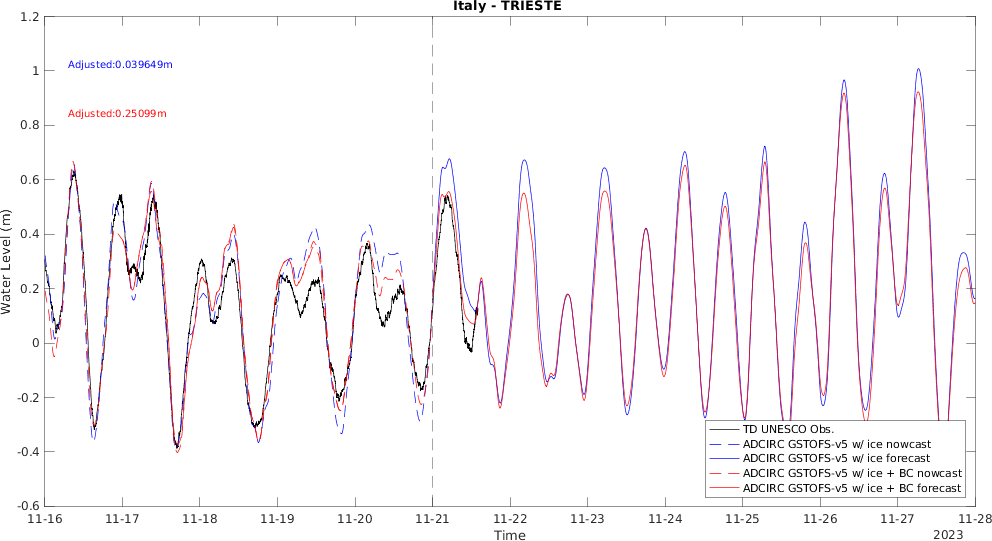 Italy - TRIESTE
Adjusted:0.039649m
Adjusted:0.25099m
Water Level (m)
1.2
1
0.8
0.6
0.4
0.2
0
-0.2
-0.4
-0.6
TD UNESCO Obs.
ADCIRC GSTOFS-v5 w/ ice nowcast
ADCIRC GSTOFS-v5 w/ ice forecast
ADCIRC GSTOFS-v5 w/ ice + BC nowcast
ADCIRC GSTOFS-v5 w/ ice + BC forecast
11-16 11-17 11-18 11-19 11-20 11-21 11-22 11-23 11-24 11-25 11-26 11-27 11-28
Time
2023